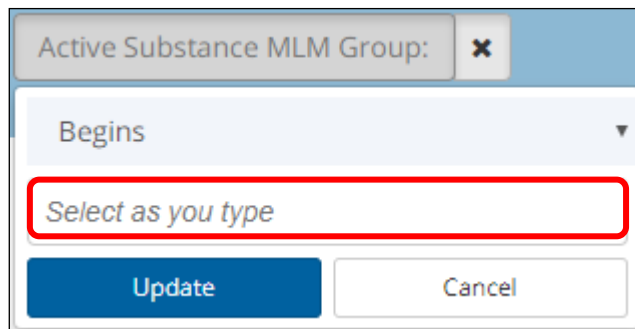 Active Substance MLM Group: ✖
Begins ▼
Select as you type
Update Cancel